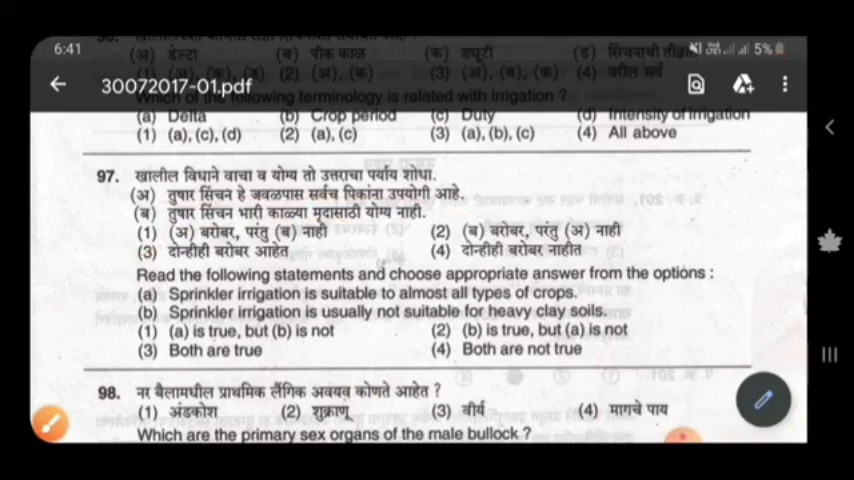 6:41
5%
(अ) डेल्टा (ब) पीक काळ (क) ड्यूटी (ड) सिंचनाची तीव्रता
(1) (अ), (क), (ड) (2) (अ), (क) (3) (अ), (ब), (क) (4) वरील सर्व
30072017-01.pdf
Which of the following terminology is related with irrigation ?
(a) Delta (b) Crop period (c) Duty (d) Intensity of irrigation
(1) (a), (c), (d) (2) (a), (c) (3) (a), (b), (c) (4) All above
97. खालील विधाने वाचा व योग्य तो उत्तराचा पर्याय शोधा.
(अ) तुषार सिंचन हे जवळपास सर्वच पिकांना उपयोगी आहे.
(ब) तुषार सिंचन भारी काळ्या मृदासाठी योग्य नाही.
(1) (अ) बरोबर, परंतु (ब) नाही (2) (ब) बरोबर, परंतु (अ) नाही
(3) दोन्हीही बरोबर आहेत (4) दोन्हीही बरोबर नाहीत
Read the following statements and choose appropriate answer from the options :
(a) Sprinkler irrigation is suitable to almost all types of crops.
(b) Sprinkler irrigation is usually not suitable for heavy clay soils.
(1) (a) is true, but (b) is not (2) (b) is true, but (a) is not
(3) Both are true (4) Both are not true
98. नर बैलामधील प्राथमिक लैंगिक अवयव कोणते आहेत ?
(1) अंडकोश (2) शुक्राणू (3) वीर्य (4) मागचे पाय
Which are the primary sex organs of the male bullock ?